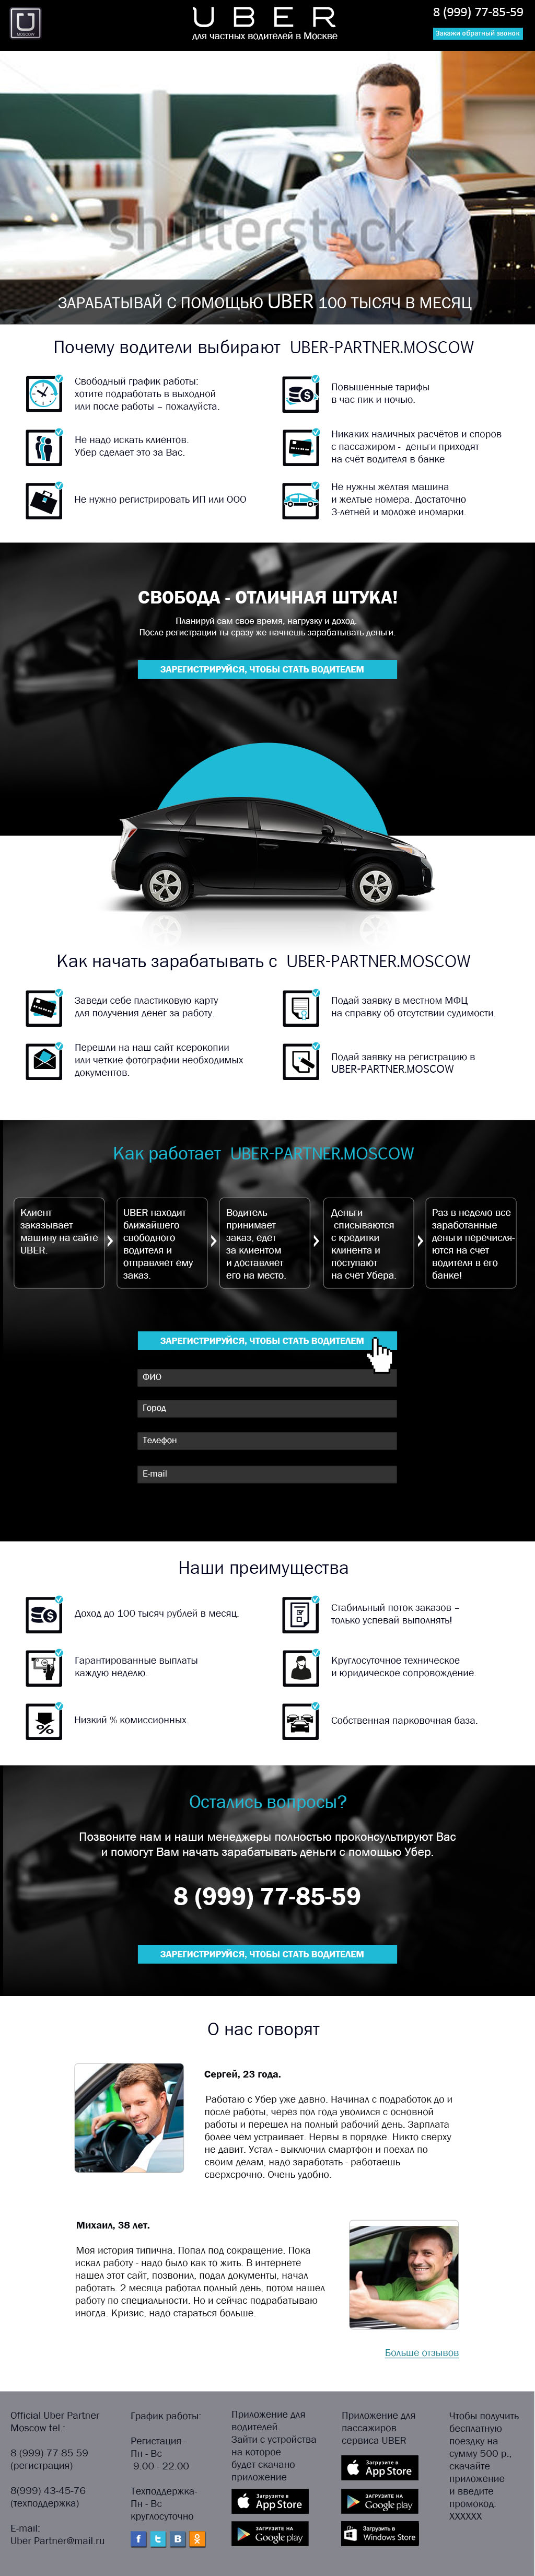 U
MOSCOW
UBER
для частных водителей в Москве
8 (999) 77-85-59
Закажи обратный звонок
shutterstock
ЗАРАБАТЫВАЙ С ПОМОЩЬЮ UBER 100 ТЫСЯЧ В МЕСЯЦ
Почему водители выбирают UBER-PARTNER.MOSCOW
Свободный график работы:
хотите подработать в выходной
или после работы – пожалуйста.
Повышенные тарифы
в час пик и ночью.
Не надо искать клиентов.
Убер сделает это за Вас.
Никаких наличных расчётов и споров
с пассажиром - деньги приходят
на счёт водителя в банке
Не нужно регистрировать ИП или ООО
Не нужны желтая машина
и желтые номера. Достаточно
3-летней и моложе иномарки.
СВОБОДА - ОТЛИЧНАЯ ШТУКА!
Планируй сам свое время, нагрузку и доход.
После регистрации ты сразу же начнешь зарабатывать деньги.
ЗАРЕГИСТРИРУЙСЯ, ЧТОБЫ СТАТЬ ВОДИТЕЛЕМ
Как начать зарабатывать с UBER-PARTNER.MOSCOW
Заведи себе пластиковую карту
для получения денег за работу.
Подай заявку в местном МФЦ
на справку об отсутствии судимости.
Перешли на наш сайт ксерокопии
или четкие фотографии необходимых
документов.
Подай заявку на регистрацию в
UBER-PARTNER.MOSCOW
Как работает UBER-PARTNER.MOSCOW
Клиент
заказывает
машину на сайте
UBER.
UBER находит
ближайшего
свободного
водителя и
отправляет ему
заказ.
Водитель
принимает
заказ, едет
за клиентом
и доставляет
его на место.
Деньги
списываются
с кредитки
клинента и
поступают
на счёт Убера.
Раз в неделю все
заработанные
деньги перечисля-
ются на счёт
водителя в его
банке!
ЗАРЕГИСТРИРУЙСЯ, ЧТОБЫ СТАТЬ ВОДИТЕЛЕМ
ФИО
Город
Телефон
E-mail
Наши преимущества
Доход до 100 тысяч рублей в месяц.
Стабильный поток заказов –
только успевай выполнять!
Гарантированные выплаты
каждую неделю.
Круглосуточное техническое
и юридическое сопровождение.
Низкий % комиссионных.
Собственная парковочная база.
Остались вопросы?
Позвоните нам и наши менеджеры полностью проконсультируют Вас
и помогут Вам начать зарабатывать деньги с помощью Убер.
8 (999) 77-85-59
ЗАРЕГИСТРИРУЙСЯ, ЧТОБЫ СТАТЬ ВОДИТЕЛЕМ
О нас говорят
Сергей, 23 года.
Работаю с Убер уже давно. Начинал с подработок до и
после работы, через пол года уволился с основной
работы и перешел на полный рабочий день. Зарплата
более чем устраивает. Нервы в порядке. Никто сверху
не давит. Устал - выключил смартфон и поехал по
своим делам, надо заработать - работаешь
сверхсрочно. Очень удобно.
Михаил, 38 лет.
Моя история типична. Попал под сокращение. Пока
искал работу - надо было как то жить. В интернете
нашел этот сайт, позвонил, подал документы, начал
работать. 2 месяца работал полный день, потом нашел
работу по специальности. Но и сейчас подрабатываю
иногда. Кризис, надо стараться больше.
Больше отзывов
Official Uber Partner
Moscow tel.:
8 (999) 77-85-59
(регистрация)
8(999) 43-45-76
(техподдержка)
E-mail:
Uber Partner@mail.ru
График работы:
Регистация -
Пн - Вс
9.00 - 22.00
Техподдержка-
Пн - Вс
круглосуточно
Приложение для
водителей.
Зайти с устройства
на которое
будет скачано
приложение
Загрузите в
App Store
ЗАГРУЗИТЕ НА
Google play
Приложение для
пассажиров
сервиса UBER
Загрузите в
App Store
ЗАГРУЗИТЕ НА
Google play
Загрузить в
Windows Store
Чтобы получить
бесплатную
поездку на
сумму 500 р.,
скачайте
приложение
и введите
промокод:
XXXXXX